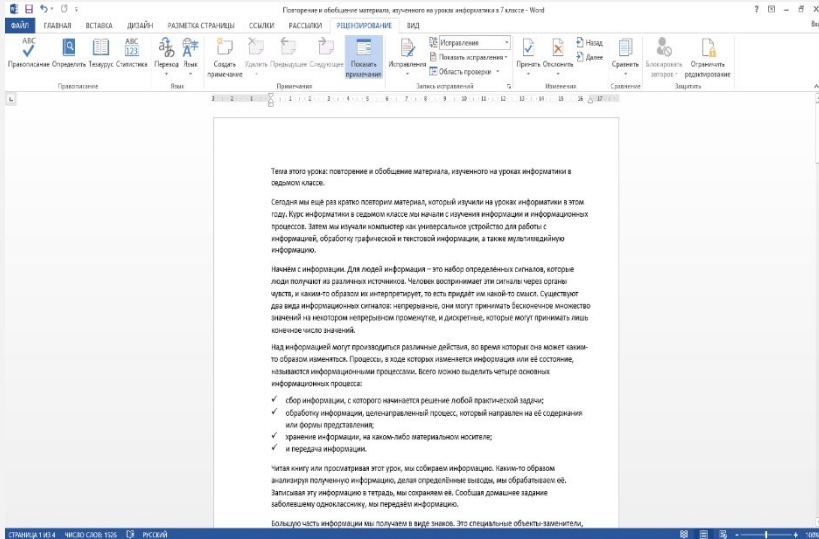 Повторение и обобщение материала, изученного на уроках информатики в 7 классе - Word
ФАЙЛ ГЛАВНАЯ ВСТАВКА ДИЗАЙН РАЗМЕТКА СТРАНИЦЫ ССЫЛКИ РАССЫЛКИ РЕЦЕНЗИРОВАНИЕ ВИД
Правописание Определить Тезаурус Статистика Перевод Язык Создать примечание Удалить Предыдущее Следующее Показать примечания Исправления Принять Отклонить Сравнить Блокировать авторов Ограничить редактирование
Исправления Назад
Показать исправления Далее
Область проверки
Правописание Язык Примечания Запись исправлений Изменения Сравнение Защитить
Тема этого урока: повторение и обобщение материала, изученного на уроках информатики в
седьмом классе.
Сегодня мы ещё раз кратко повторим материал, который изучили на уроках информатики в этом
году. Курс информатики в седьмом классе мы начали с изучения информации и информационных
процессов. Затем мы изучали компьютер как универсальное устройство для работы с
информацией, обработку графической и текстовой информации, а также мультимедийную
информацию.
Начнём с информации. Для людей информация – это набор определённых сигналов, которые
люди получают из различных источников. Человек воспринимает эти сигналы через органы
чувств, и каким-то образом их интерпретирует, то есть придаёт им какой-то смысл. Существуют
два вида информационных сигналов: непрерывные, они могут принимать бесконечное множество
значений на некотором непрерывном промежутке, и дискретные, которые могут принимать лишь
конечное число значений.
Над информацией могут производиться различные действия, во время которых она может каким-
то образом изменяться. Процессы, в ходе которых изменяется информация или её состояние,
называются информационными процессами. Всего можно выделить четыре основных
информационных процесса:
✓ сбор информации, с которого начинается решение любой практической задачи;
✓ обработку информации, целенаправленный процесс, который направлен на её содержания
или формы представления;
✓ хранение информации, на каком-либо материальном носителе;
✓ и передача информации.
Читая книгу или просматривая этот урок, мы собираем информацию. Каким-то образом
анализируя полученную информацию, делая определённые выводы, мы обрабатываем её.
Записывая эту информацию в тетрадь, мы сохраняем её. Сообщая домашнее задание
заболевшему однокласснику, мы передаём информацию.
Большую часть информации мы получаем в виде знаков. Это специальные объекты-заменители,
СТРАНИЦА 1 ИЗ 4 ЧИСЛО СЛОВ: 1526 РУССКИЙ 100%